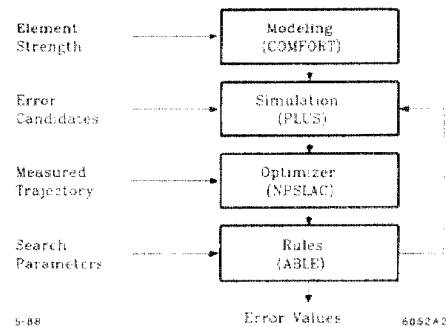 Element
Strength
Modeling
(COMFORT)
Error
Candidates
Simulation
(PLUS)
Measured
Trajectory
Optimizer
(NPSLAC)
Search
Parameters
Rules
(ABLE)
5-88
Error Values
6052A2